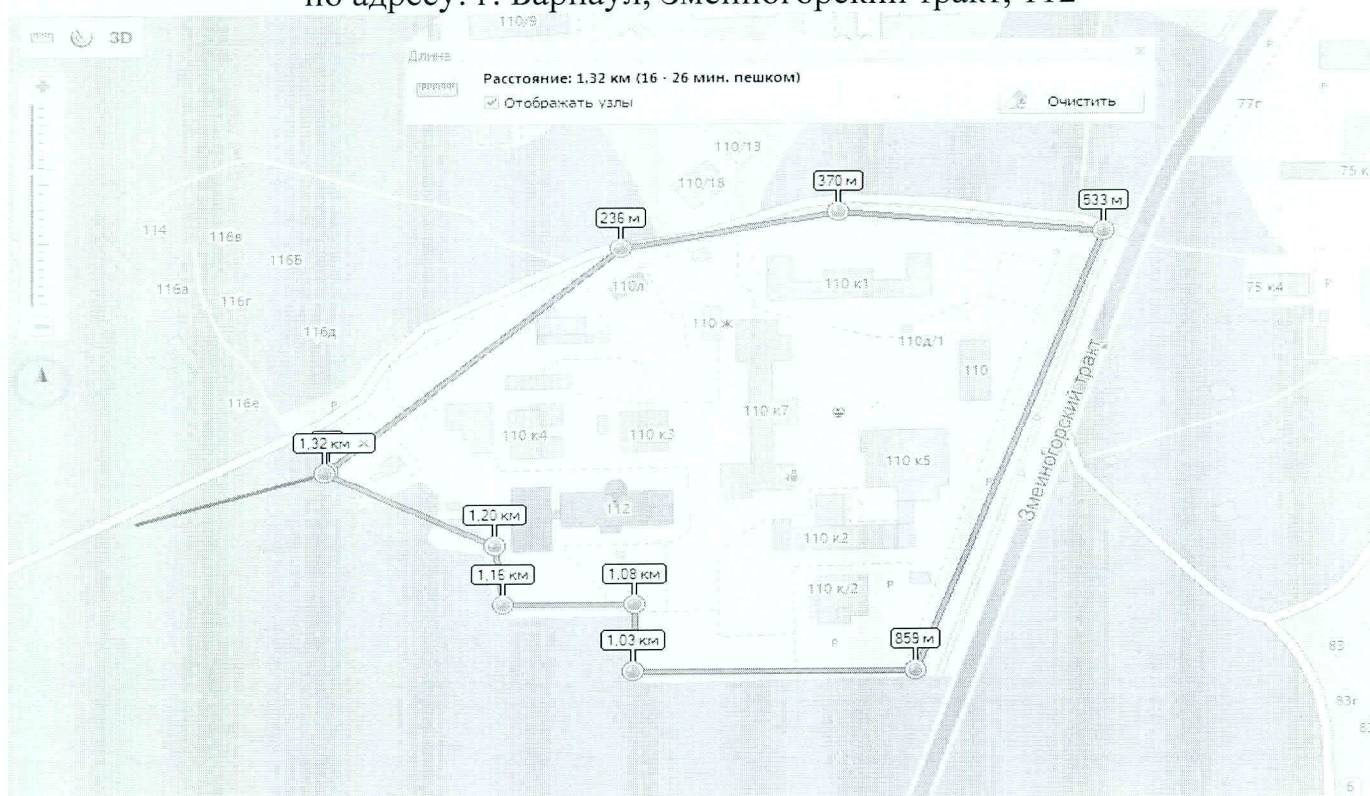 по адресу: г. Барнаул, Змеиногорский тракт, 112
110/9
3D
Длина
Расстояние: 1,32 км (16 - 26 мин. пешком)
Отображать узлы
Очистить
77г
P
P
110/13
110/18
75 к
370 м
533 м
236 м
114
116в
116Б
116а
116г
116д
110л
110 к1
75 к4
P
110 ж
110д/1
110
116е
P
110 к7
1,32 км
110 к4
110 к3
110 к5
Змеиногорский тракт
P
1,20 км
112
110 к2
1,16 км
1,08 км
110 к/2
P
1,03 км
859 м
P
83
83г
6